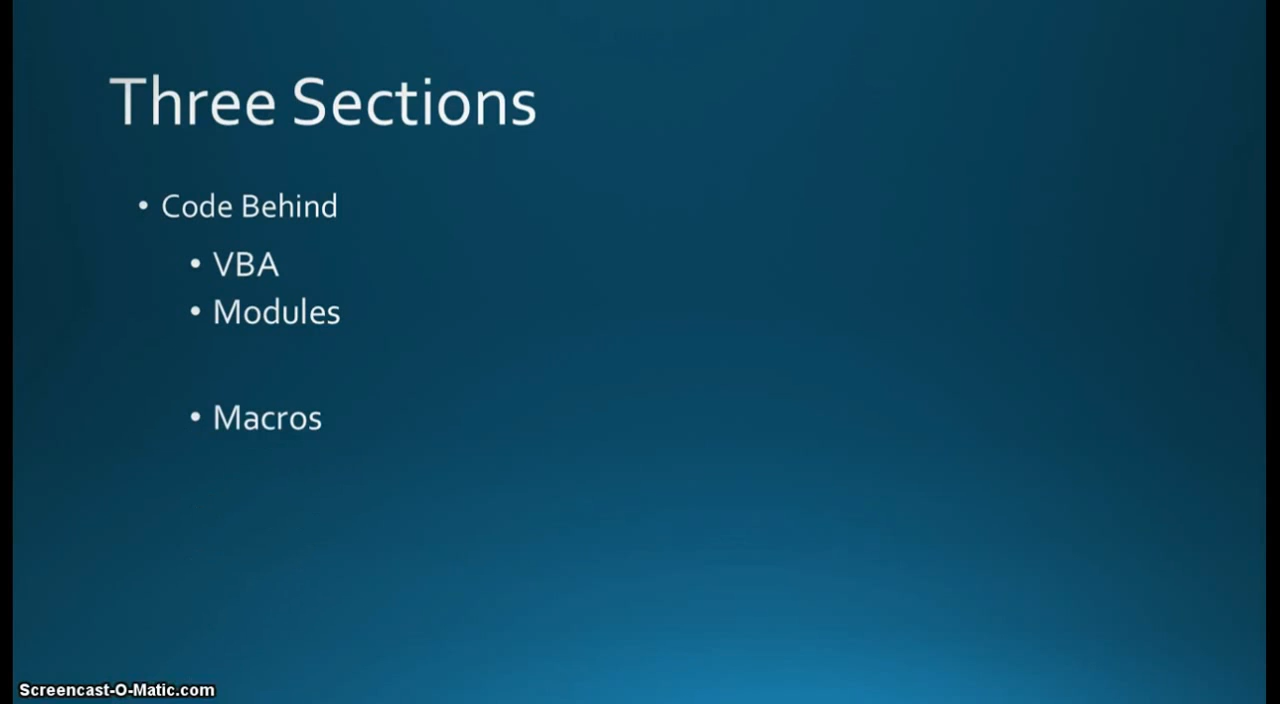 Three Sections
• Code Behind
• VBA
• Modules
• Macros
Screencast-O-Matic.com